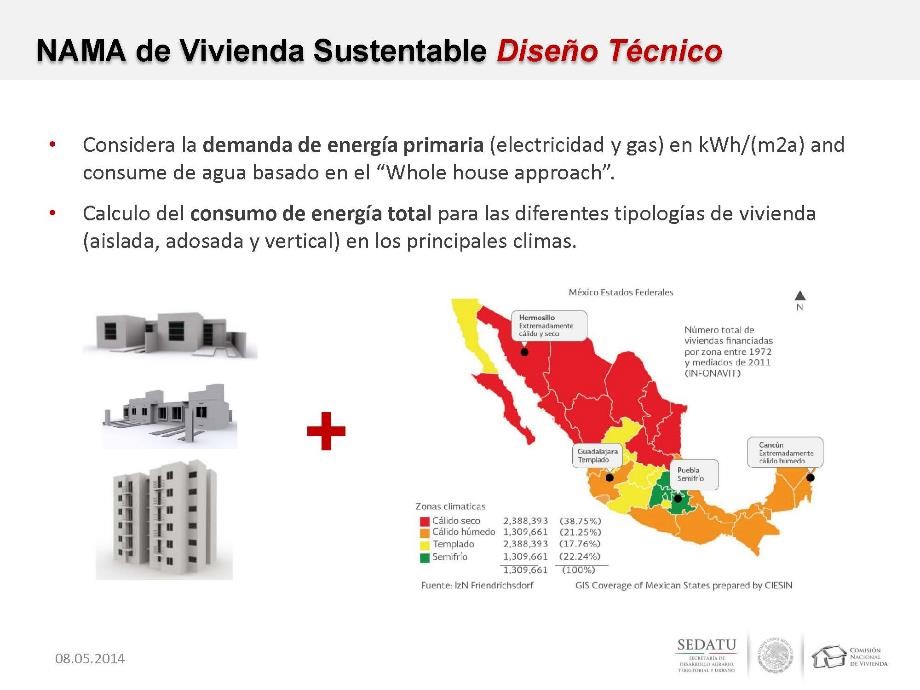 NAMA de Vivienda Sustentable Diseño Técnico
• Considera la demanda de energía primaria (electricidad y gas) en kWh/(m2a) and
consume de agua basado en el “Whole house approach”.
• Calculo del consumo de energía total para las diferentes tipologías de vivienda
(aislada, adosada y vertical) en los principales climas.
México Estados Federales
N
Hermosillo
Extremadamente
cálido y seco
Número total de
viviendas financiadas
por zona entre 1972
y mediados de 2011
(INFONAVIT)
Guadalajara
Templado
Puebla
Semifrío
Cancún
Extremadamente
cálido humedo
Zonas climaticas
Cálido seco 2,388,393 (38.75%)
Cálido húmedo 1,309,661 (21.25%)
Templado 2,388,393 (17.76%)
Semifrío 1,309,661 (22.24%)
1,309,661 (100%)
Fuente: IzN Friendrichsdorf
GIS Coverage of Mexican States prepared by CIESIN
08.05.2014
SEDATU
SECRETARÍA DE
DESARROLLO AGRARIO,
TERRITORIAL Y URBANO
COMISIÓN
NACIONAL
DE VIVIENDA